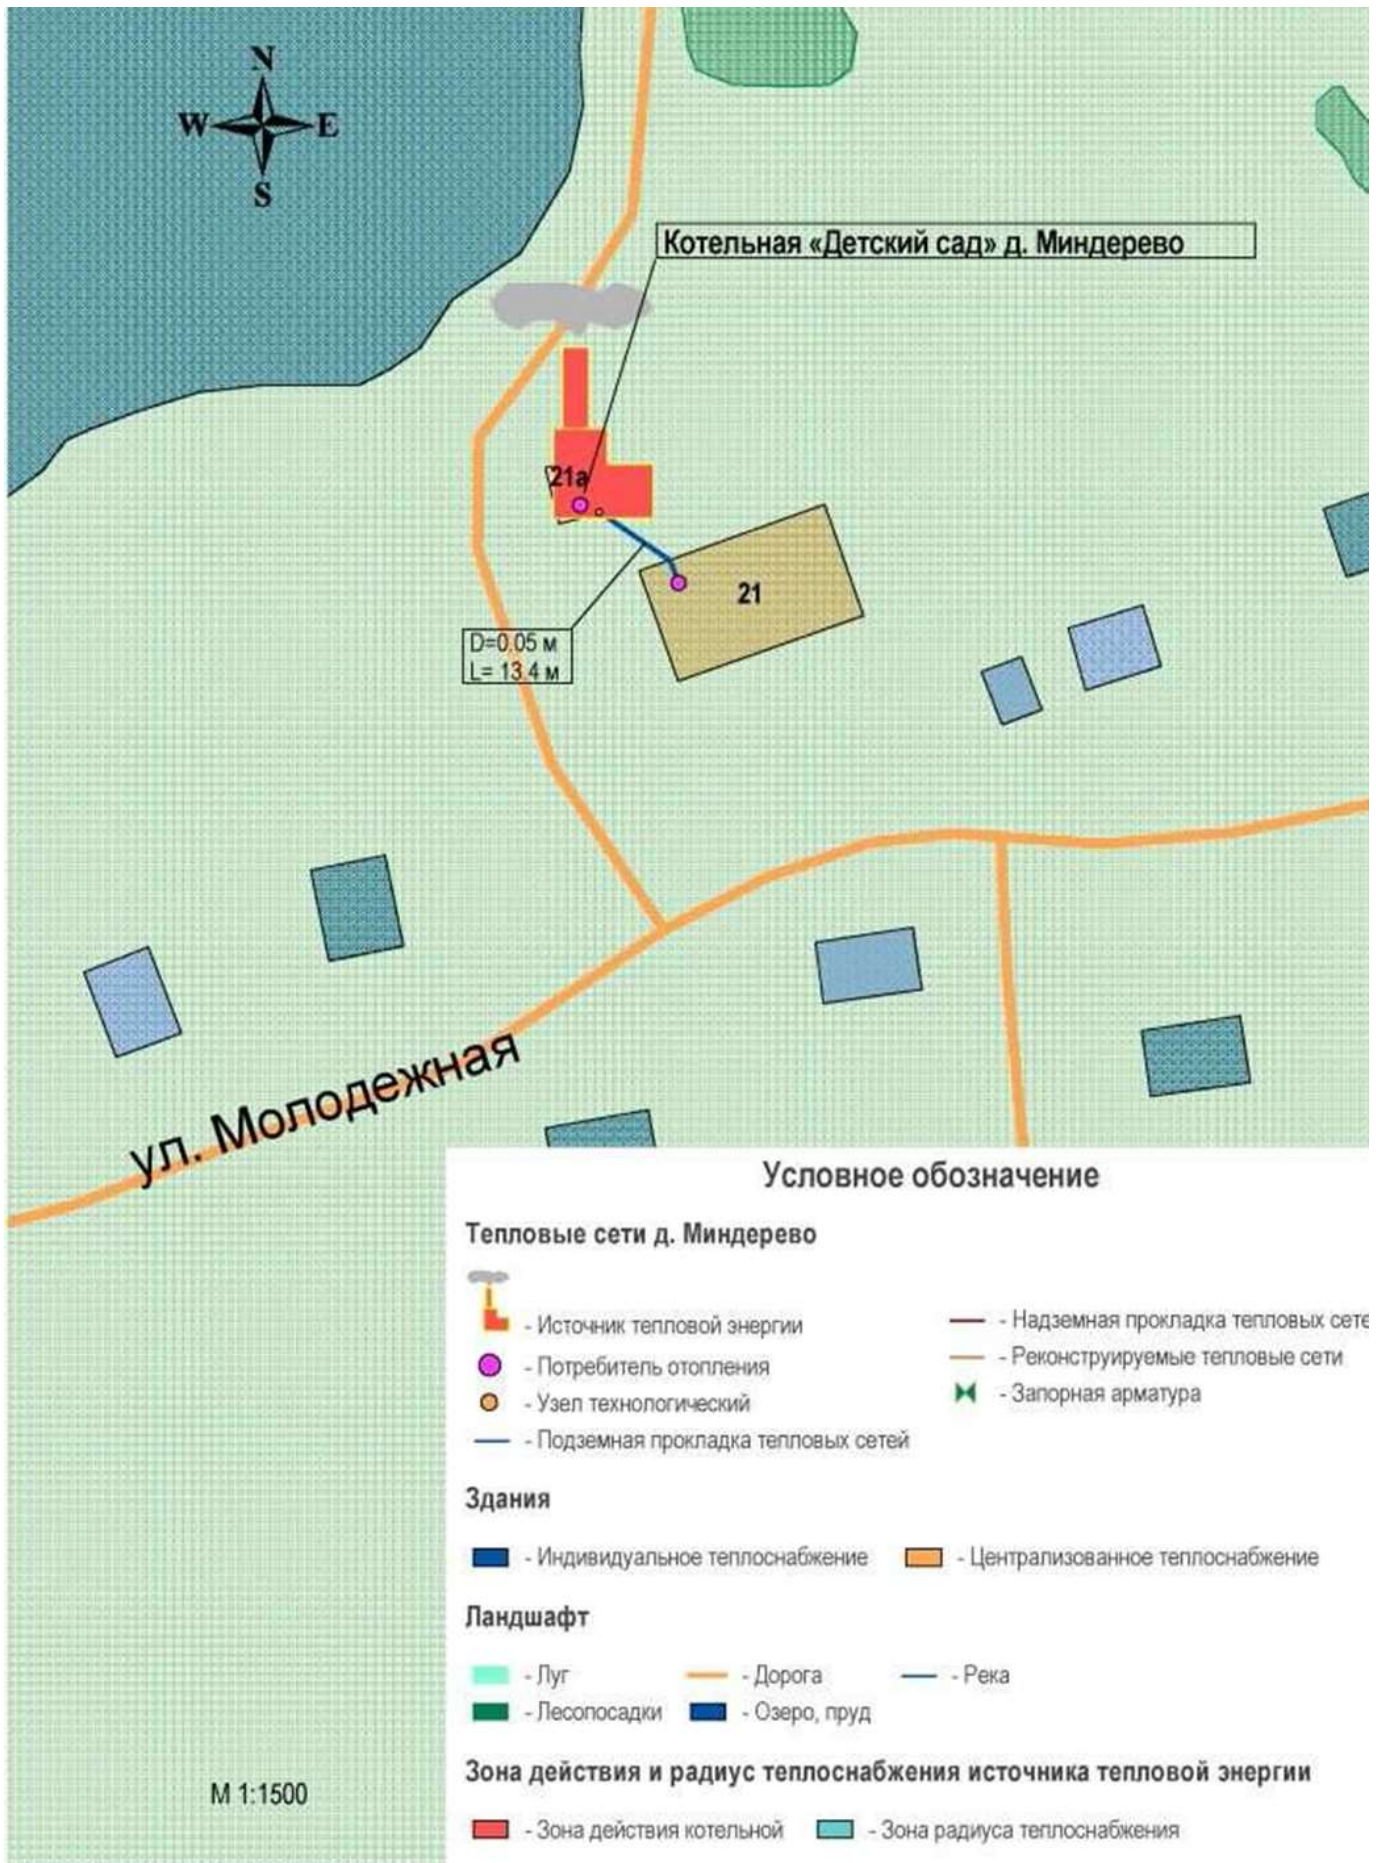 N
W E
S
Котельная «Детский сад» д. Миндерево
21а
21
D=0.05 м
L= 13.4 м
ул. Молодежная
Условное обозначение
Тепловые сети д. Миндерево
- Источник тепловой энергии
- Надземная прокладка тепловых сете
- Потребитель отопления
- Реконструируемые тепловые сети
- Узел технологический
- Запорная арматура
- Подземная прокладка тепловых сетей
Здания
- Индивидуальное теплоснабжение
- Централизованное теплоснабжение
Ландшафт
- Луг
- Дорога
- Река
- Лесопосадки
- Озеро, пруд
Зона действия и радиус теплоснабжения источника тепловой энергии
- Зона действия котельной
- Зона радиуса теплоснабжения
М 1:1500